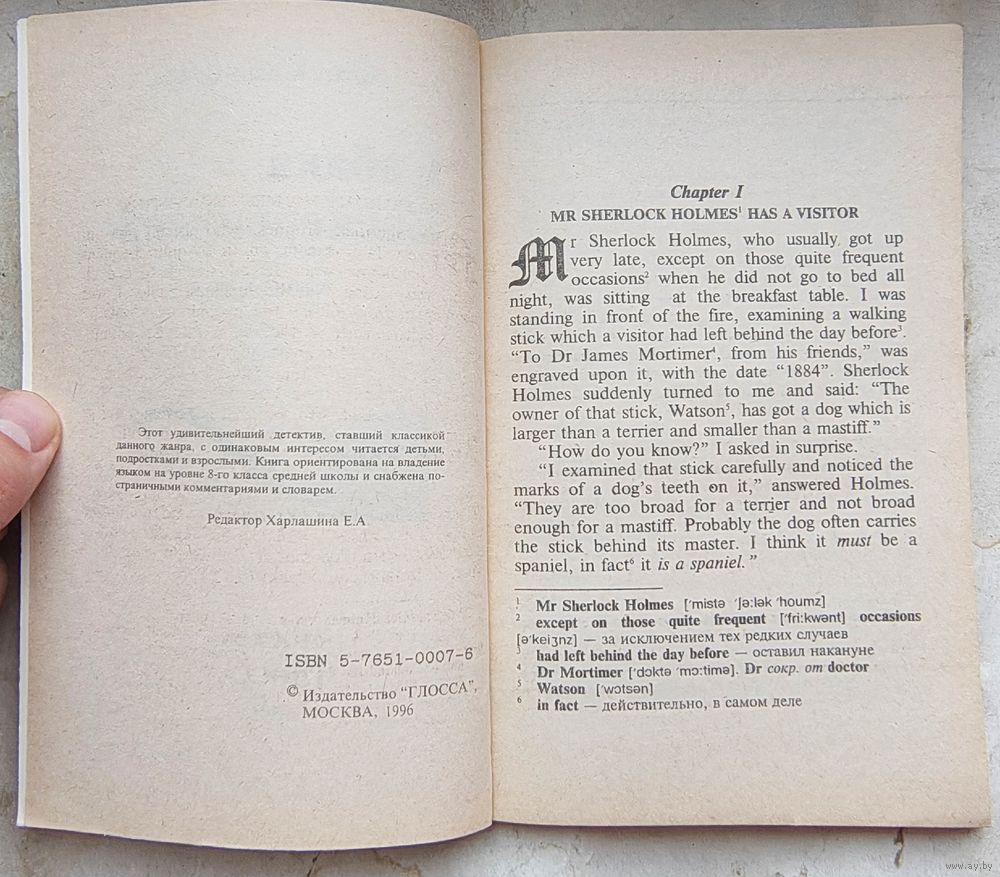 Этот удивительнейший детектив, ставший классикой
данного жанра, с одинаковым интересом читается детьми,
подростками и взрослыми. Книга ориентирована на владение
языком на уровне 8-го класса средней школы и снабжена по-
страничными комментариями и словарем.
Редактор Харлашина Е.А
ISBN 5-7651-0007-6
© Издательство “ГЛОССА”,
МОСКВА, 1996
Chapter I
MR SHERLOCK HOLMES¹ HAS A VISITOR
Mr Sherlock Holmes, who usually got up
very late, except on those quite frequent
occasions² when he did not go to bed all
night, was sitting at the breakfast table. I was
standing in front of the fire, examining a walking
stick which a visitor had left behind the day before³.
“To Dr James Mortimer⁴, from his friends,” was
engraved upon it, with the date “1884”. Sherlock
Holmes suddenly turned to me and said: “The
owner of that stick, Watson⁵, has got a dog which is
larger than a terrier and smaller than a mastiff.”
“How do you know?” I asked in surprise.
“I examined that stick carefully and noticed the
marks of a dog’s teeth on it,” answered Holmes.
“They are too broad for a terrier and not broad
enough for a mastiff. Probably the dog often carries
the stick behind its master. I think it must be a
spaniel, in fact⁶ it is a spaniel.”
¹ Mr Sherlock Holmes ['mistə 'ʃə:lək 'houmz]
² except on those quite frequent ['fri:kwənt] occasions
[ə'keiʒnz] — за исключением тех редких случаев
³ had left behind the day before — оставил накануне
⁴ Dr Mortimer ['dɔktə 'mɔ:timə]. Dr сокр. от doctor
⁵ Watson ['wɔtsən]
⁶ in fact — действительно, в самом деле
www.ay.by